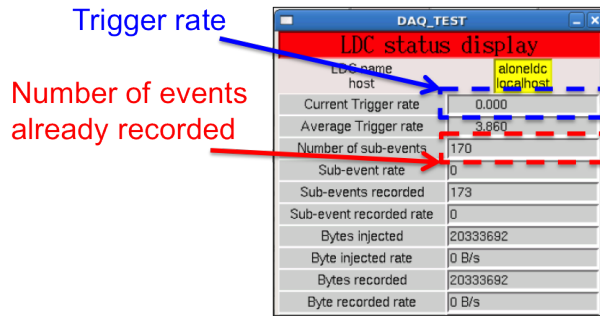 Trigger rate
DAQ_TEST
LDC status display
LDC name aloneldc
host localhost
Number of events
already recorded
Current Trigger rate 0.000
Average Trigger rate 3.860
Number of sub-events 170
Sub-event rate 0
Sub-events recorded 173
Sub-event recorded rate 0
Bytes injected 20333692
Byte injected rate 0 B/s
Bytes recorded 20333692
Byte recorded rate 0 B/s